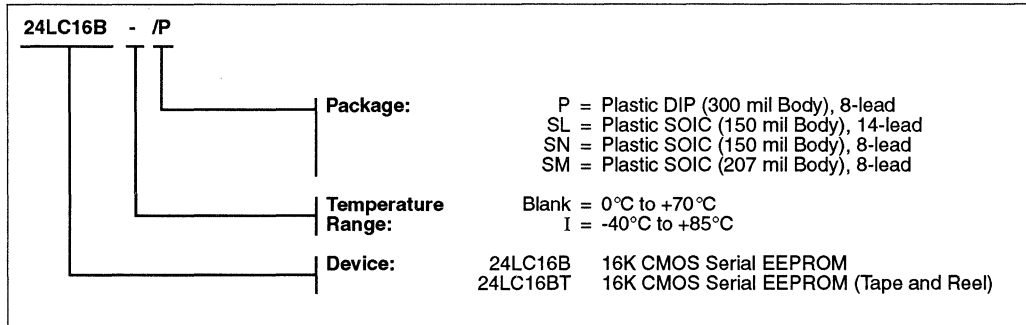 24LC16B - /P
Package: P = Plastic DIP (300 mil Body), 8-lead
SL = Plastic SOIC (150 mil Body), 14-lead
SN = Plastic SOIC (150 mil Body), 8-lead
SM = Plastic SOIC (207 mil Body), 8-lead
Temperature Blank = 0°C to +70°C
Range: I = -40°C to +85°C
Device: 24LC16B 16K CMOS Serial EEPROM
24LC16BT 16K CMOS Serial EEPROM (Tape and Reel)